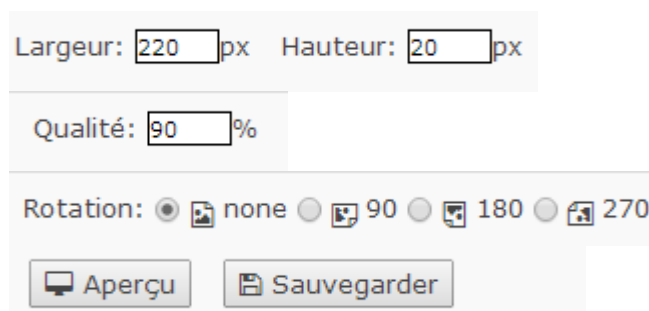 Largeur: 220 px Hauteur: 20 px
Qualité: 90 %
Rotation: none 90 180 270
Aperçu Sauvegarder